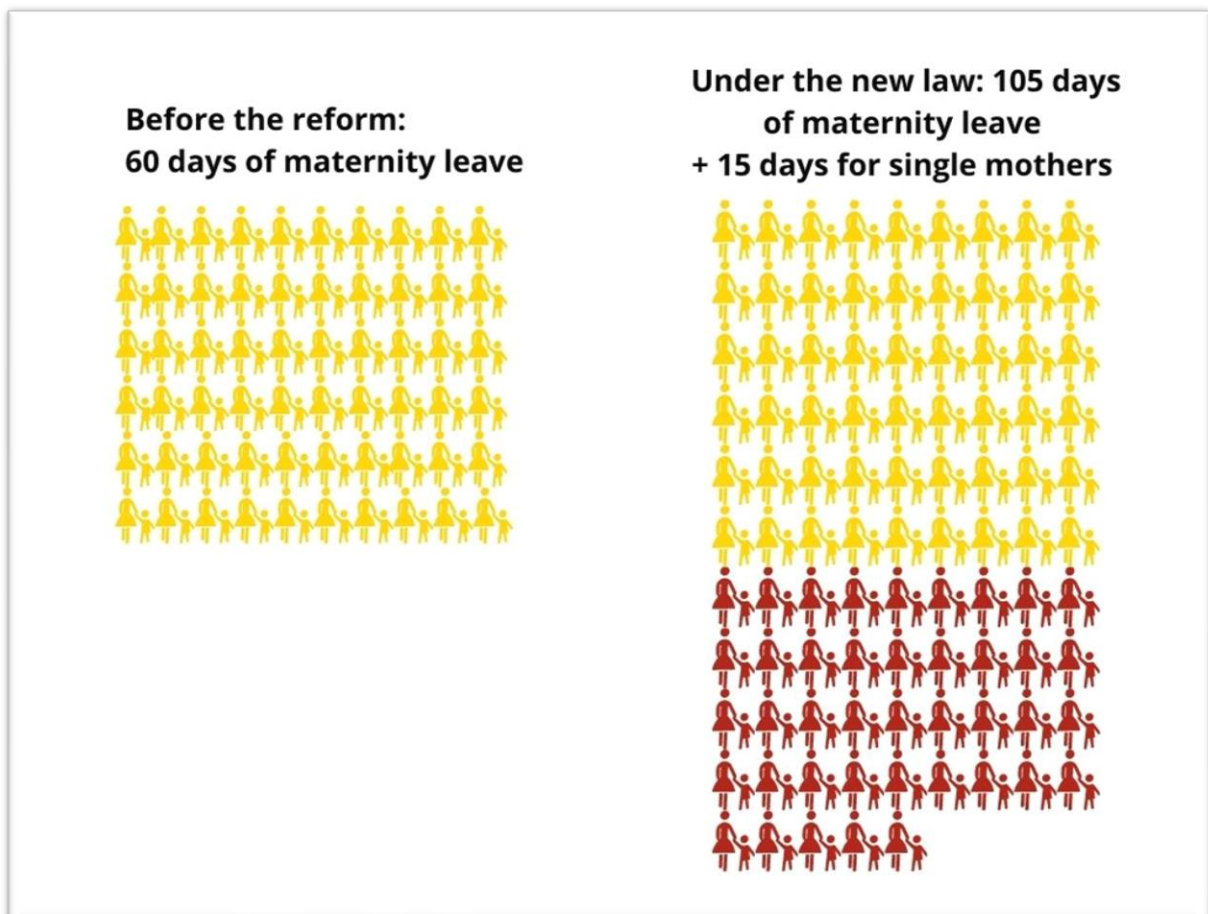 Before the reform:
60 days of maternity leave
Under the new law: 105 days
of maternity leave
+ 15 days for single mothers